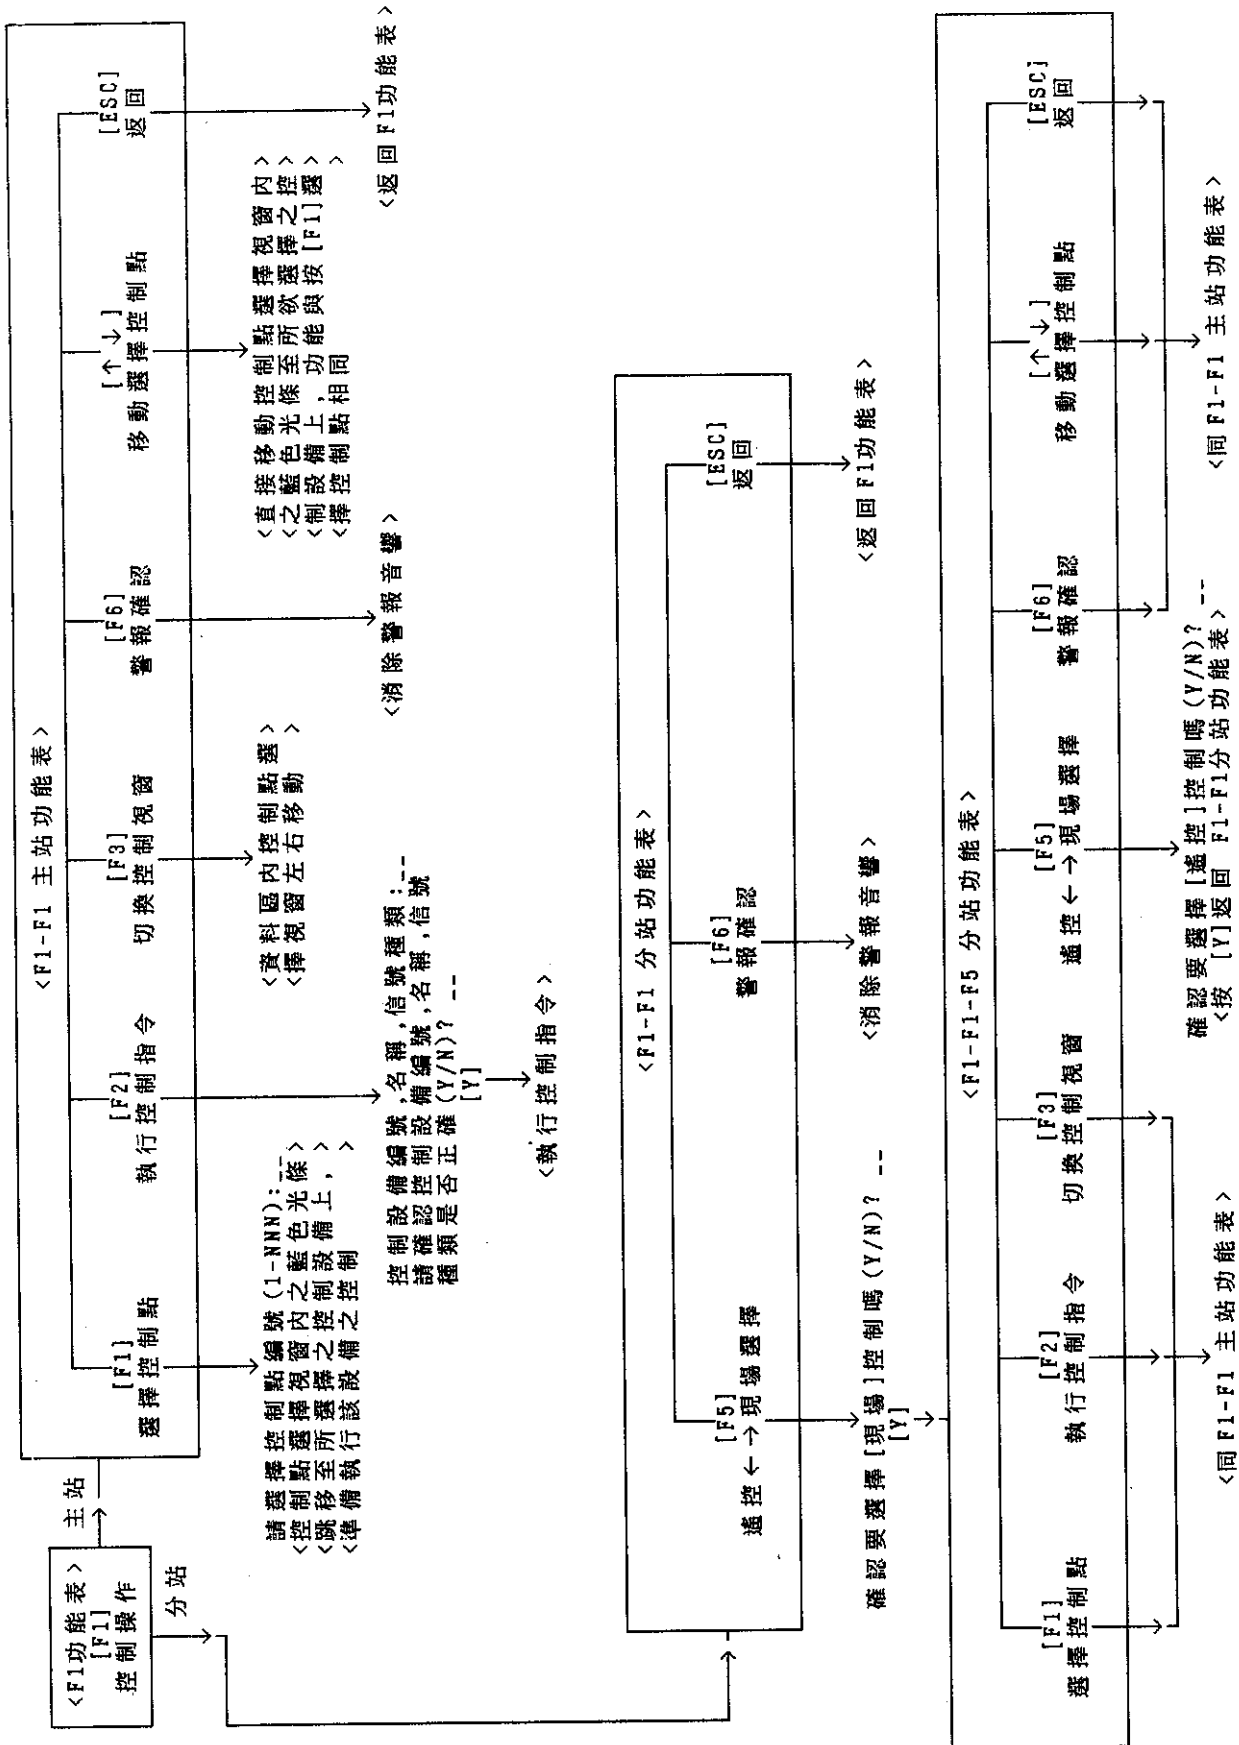 <F1功能表>
[F1]
控制操作
主站
分站
<F1-F1 主站功能表>
[F1]
選擇控制點
請選擇控制點編號(1-NNN):__
<控制點選擇視窗內之藍色光條>
<跳移至所選擇之控制設備上, >
<準備執行該設備之控制
[F2]
執行控制指令
控制設備編號,名稱,信號種類:__
請確認控制設備編號,名稱,信號
種類是否正確(Y/N)? --
[Y]
<執行控制指令>
[F3]
切換控制視窗
<資料區內控制點選>
<擇視窗左右移動 >
[F6]
警報確認
<消除警報音響>
[↑ ↓]
移動選擇控制點
<直接移動控制點選擇視窗內>
<之藍色光條至所欲選擇之控>
<制設備上,功能與按[F1]選>
<擇控制點相同 >
[ESC]
返回
<返回F1功能表>
<F1-F1 分站功能表>
[F5]
遙控←→現場選擇
確認要選擇[現場]控制嗎(Y/N)? --
[Y]
[F6]
警報確認
<消除警報音響>
[ESC]
返回
<返回F1功能表>
<F1-F1-F5 分站功能表>
[F1]
選擇控制點
[F2]
執行控制指令
[F3]
切換控制視窗
<同F1-F1 主站功能表>
[F5]
遙控←→現場選擇
確認要選擇[遙控]控制嗎(Y/N)? --
<按 [Y]返回 F1-F1分站功能表>
[F6]
警報確認
[↑ ↓]
移動選擇控制點
[ESC]
返回
<同F1-F1 主站功能表>